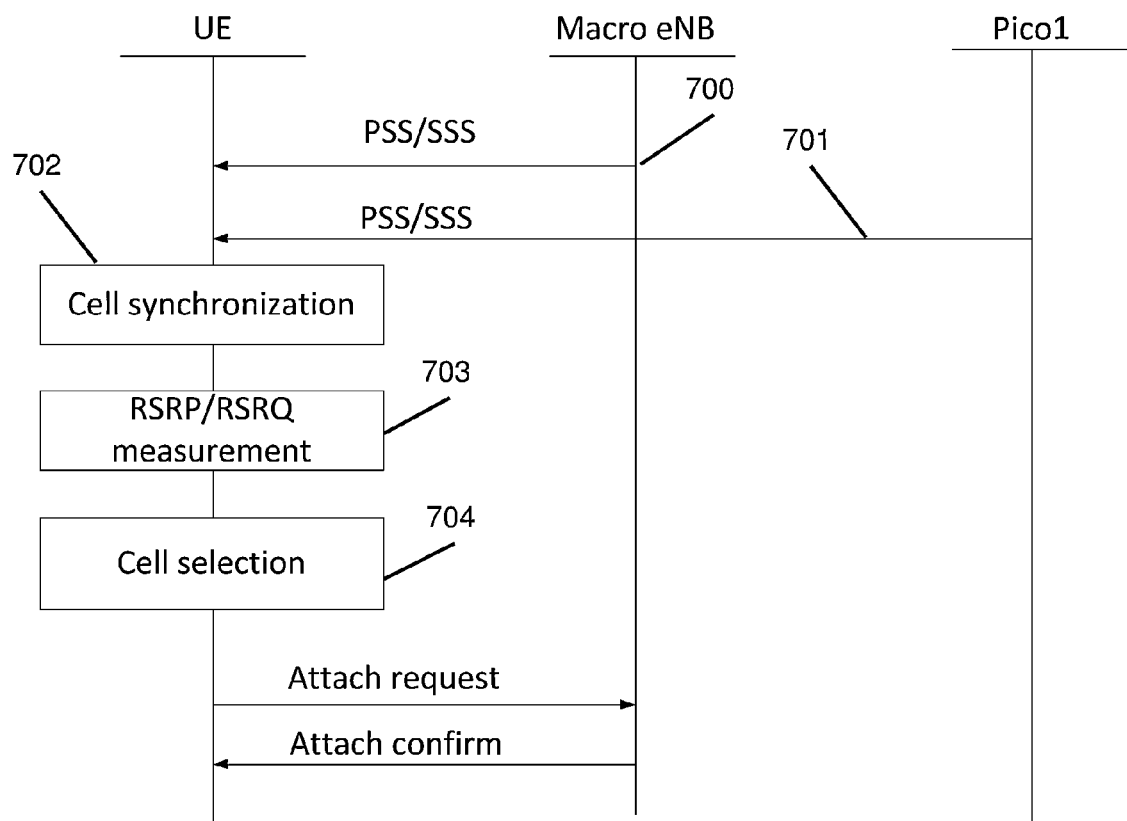 UE
Macro eNB
Pico1
700
PSS/SSS
701
702
PSS/SSS
Cell synchronization
703
RSRP/RSRQ
measurement
704
Cell selection
Attach request
Attach confirm